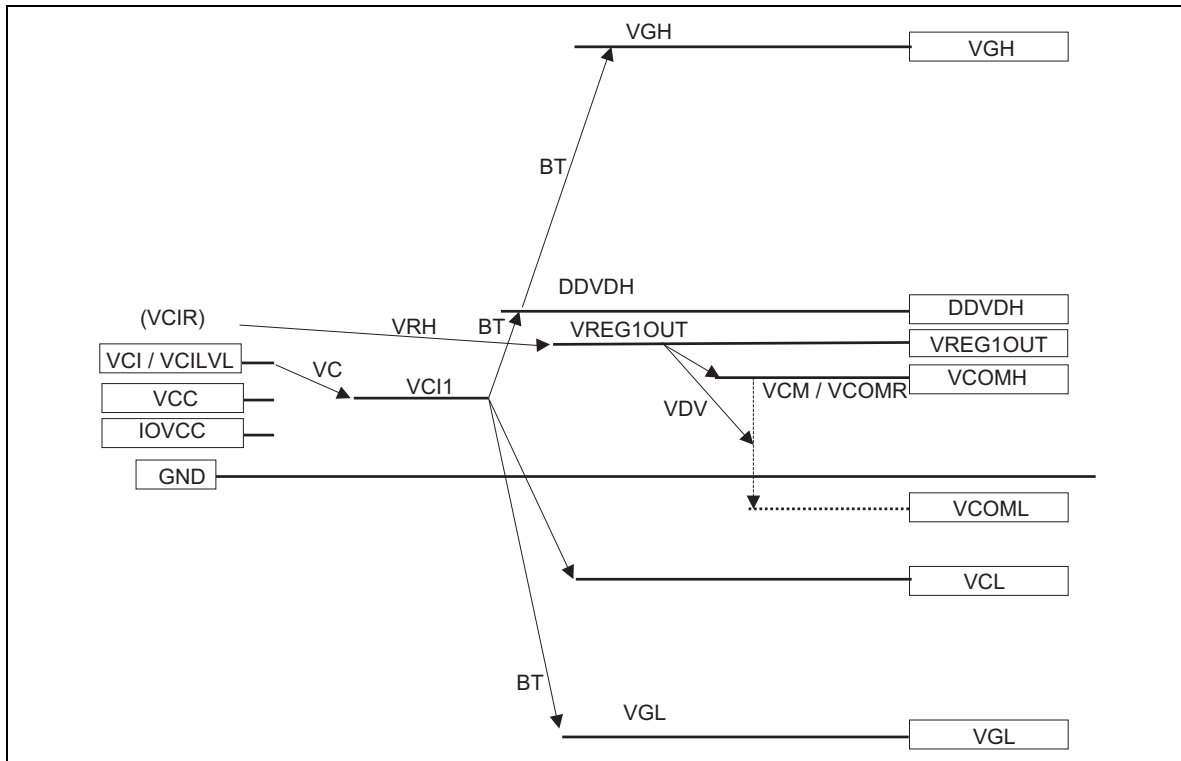 VGH
VGH
BT
DDVDH
DDVDH
(VCIR)
VRH
BT
VREG1OUT
VREG1OUT
VCI / VCILVL
VC
VCI1
VCM / VCOMR
VCOMH
VCC
VDV
IOVCC
GND
VCOML
VCL
BT
VGL
VGL